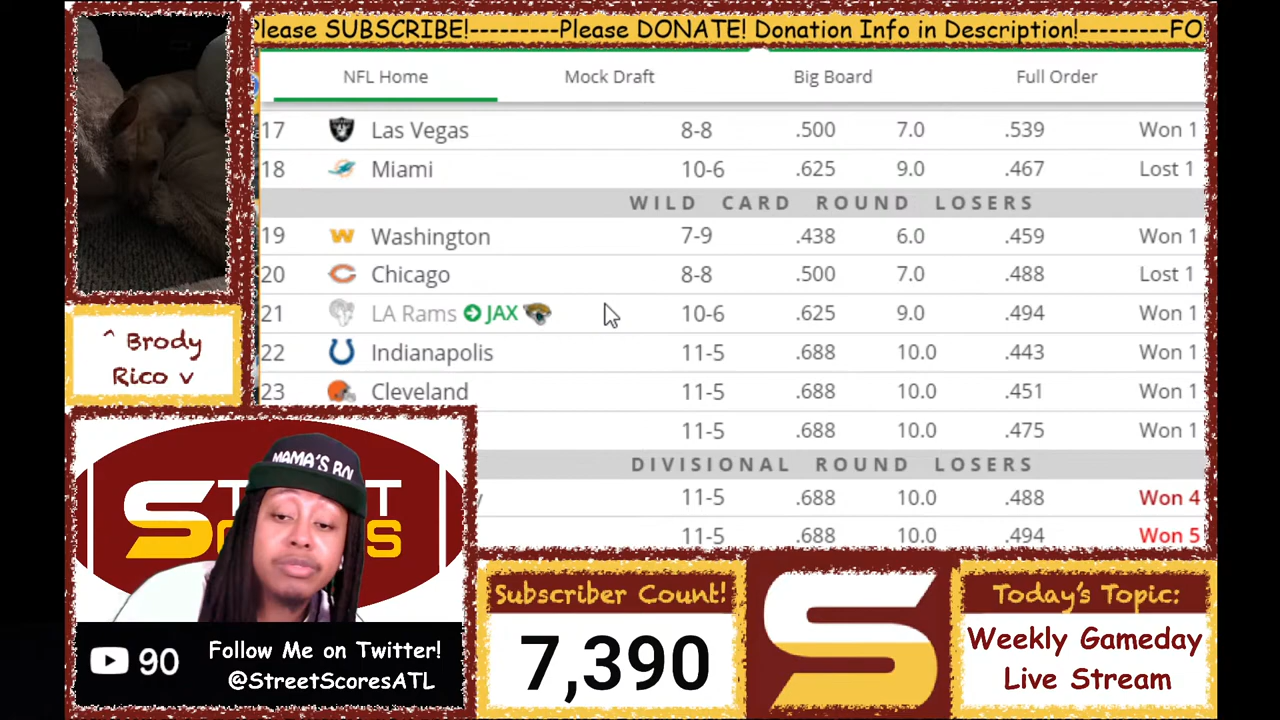 lease SUBSCRIBE!---------Please DONATE! Donation Info in Description!---------FO
NFL Home Mock Draft Big Board Full Order
17 Las Vegas 8-8 .500 7.0 .539 Won 1
18 Miami 10-6 .625 9.0 .467 Lost 1
WILD CARD ROUND LOSERS
19 Washington 7-9 .438 6.0 .459 Won 1
20 Chicago 8-8 .500 7.0 .488 Lost 1
21 LA Rams JAX 10-6 .625 9.0 .494 Won 1
22 Indianapolis 11-5 .688 10.0 .443 Won 1
23 Cleveland 11-5 .688 10.0 .451 Won 1
11-5 .688 10.0 .475 Won 1
DIVISIONAL ROUND LOSERS
11-5 .688 10.0 .488 Won 4
11-5 .688 10.0 .494 Won 5
^ Brody
Rico v
MAMA'S BOI
90
Follow Me on Twitter!
@StreetScoresATL
Subscriber Count!
7,390
S
Today's Topic:
Weekly Gameday
Live Stream